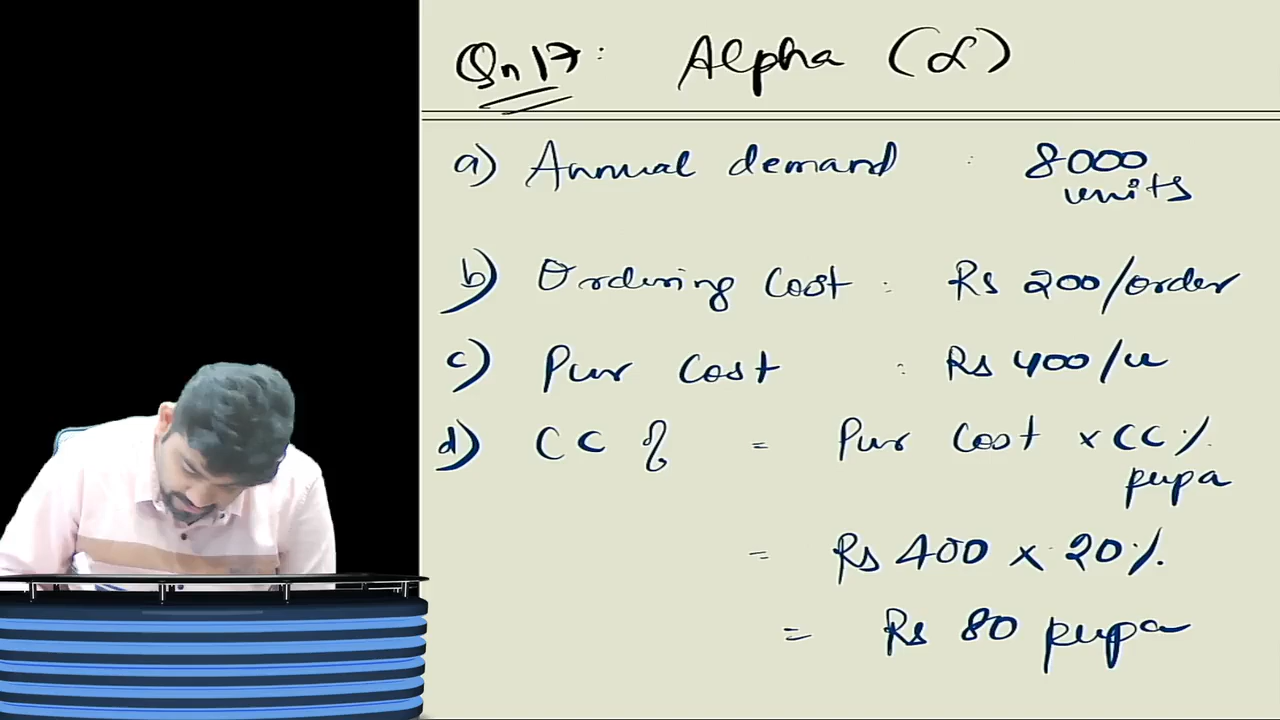 Qn 17: Alpha (α)
a) Annual demand : 8000
units
b) Ordering Cost : Rs 200/order
c) Pur Cost : Rs 400/u
d) CC = Pur Cost × CC%
pupa
= Rs 400 × 20%
= Rs 80 pupa